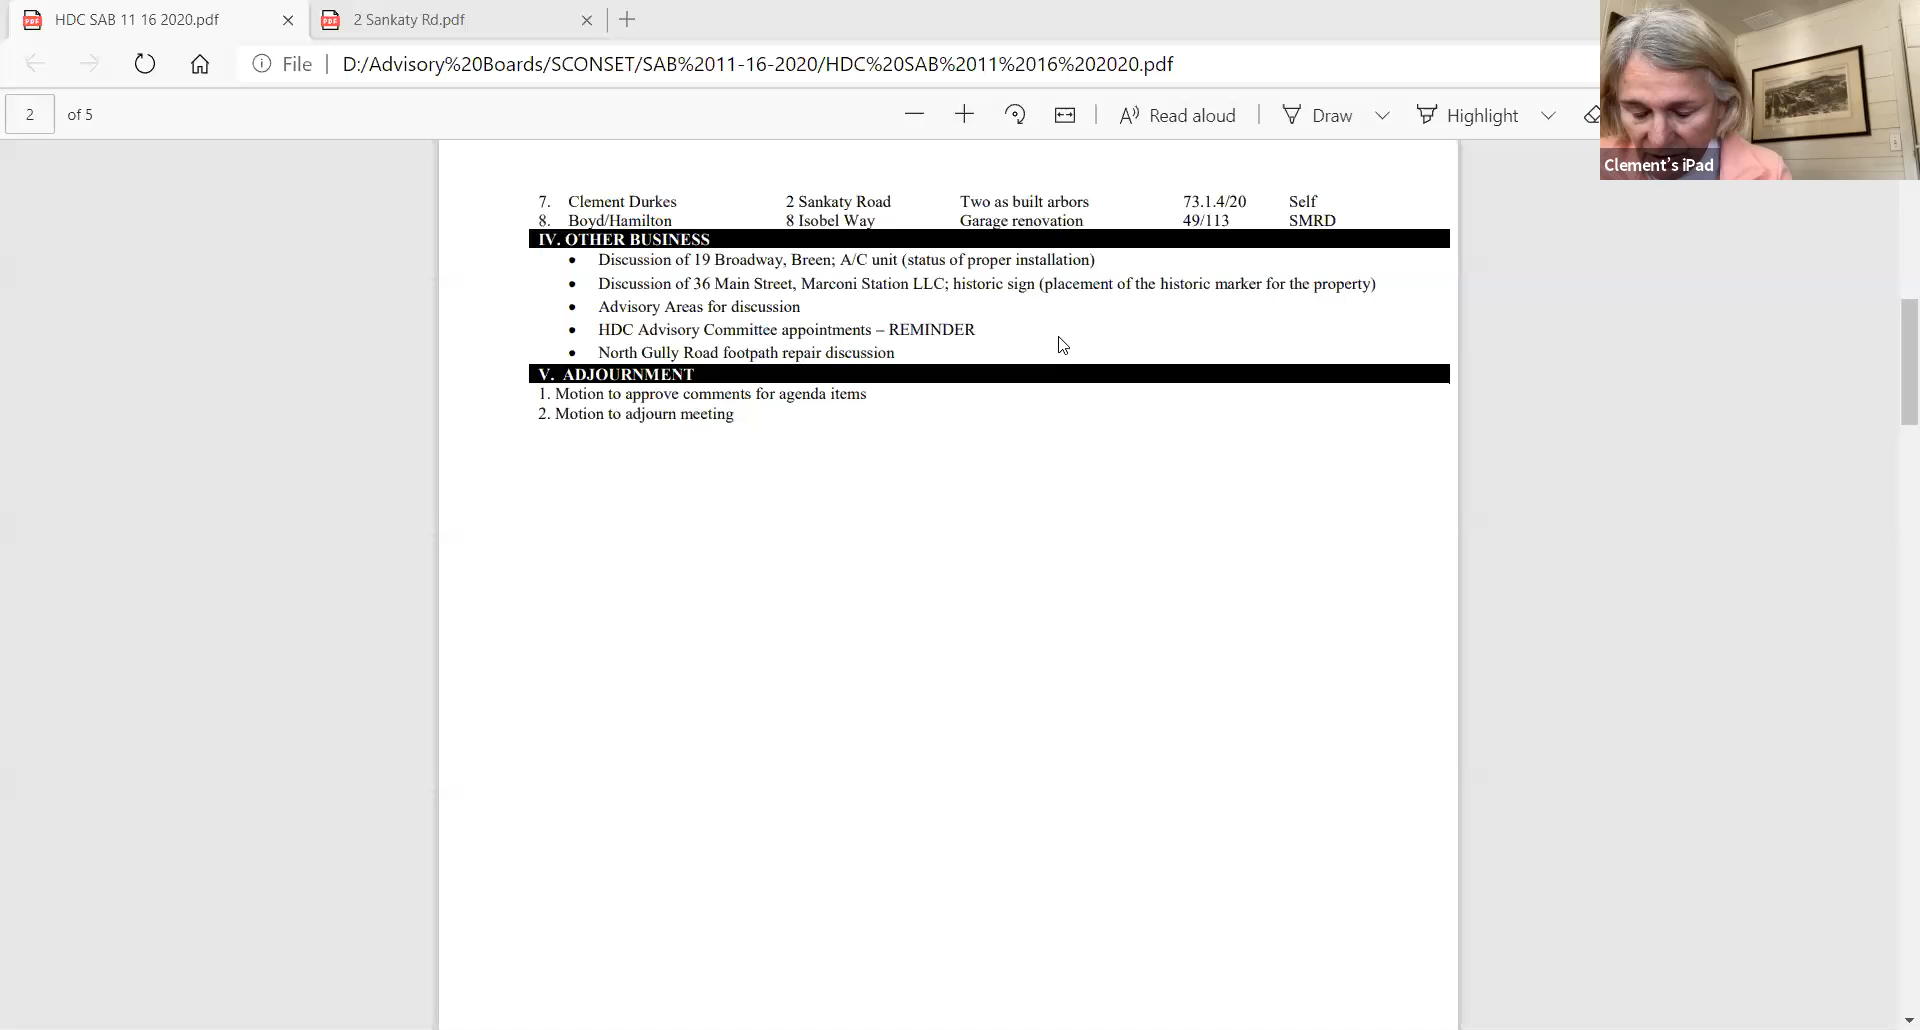 HDC SAB 11 16 2020.pdf
2 Sankaty Rd.pdf
File
D:/Advisory%20Boards/SCONSET/SAB%2011-16-2020/HDC%20SAB%2011%2016%202020.pdf
2 of 5
Read aloud
Draw
Highlight
Clement's iPad
7. Clement Durkes 2 Sankaty Road Two as built arbors 73.1.4/20 Self
8. Boyd/Hamilton 8 Isobel Way Garage renovation 49/113 SMRD
IV. OTHER BUSINESS
• Discussion of 19 Broadway, Breen; A/C unit (status of proper installation)
• Discussion of 36 Main Street, Marconi Station LLC; historic sign (placement of the historic marker for the property)
• Advisory Areas for discussion
• HDC Advisory Committee appointments – REMINDER
• North Gully Road footpath repair discussion
V. ADJOURNMENT
1. Motion to approve comments for agenda items
2. Motion to adjourn meeting